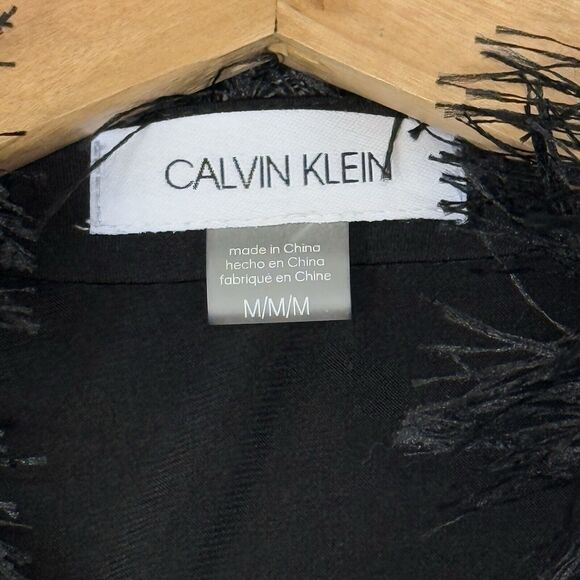 CALVIN KLEIN
made in China
hecho en China
fabriqué en Chine
M/M/M